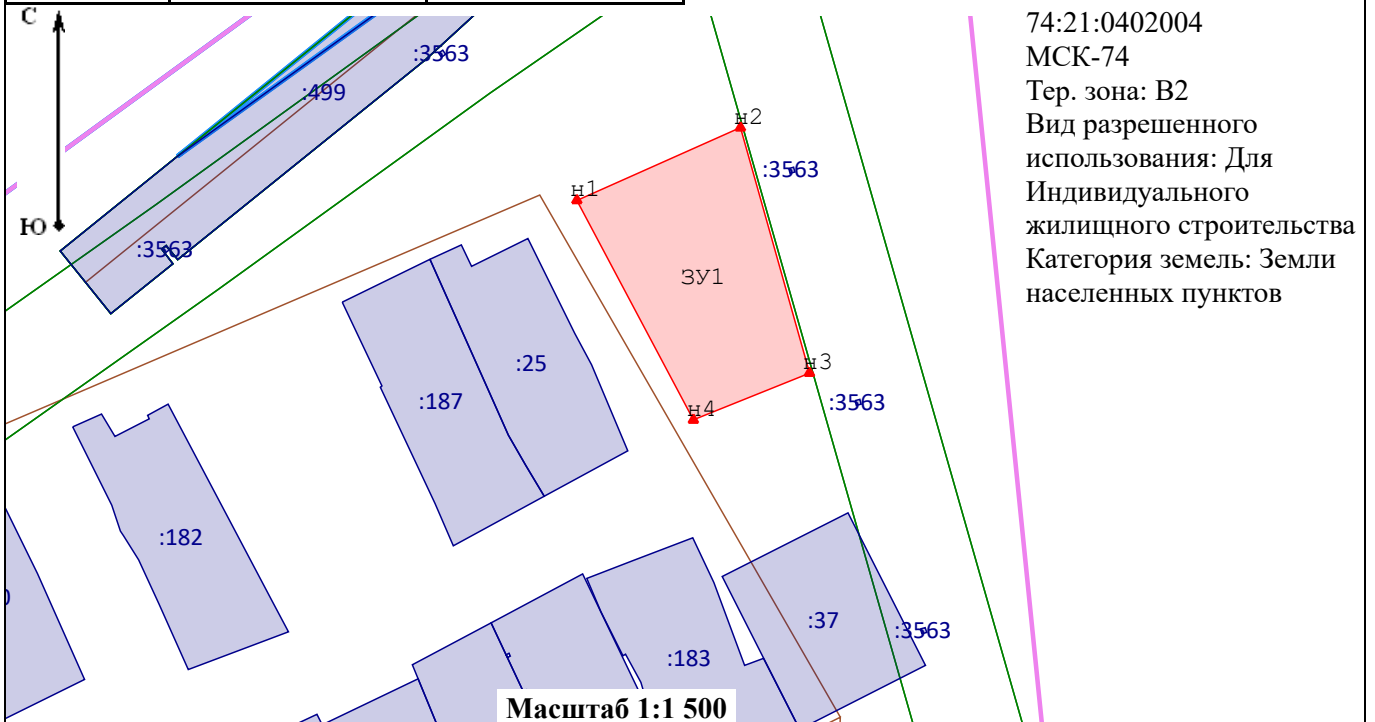 С
Ю
:3563
:499
:3563
н1
н2
:3563
ЗУ1
н3
:3563
н4
:25
:187
:182
:37
:3563
:183
Масштаб 1:1 500
74:21:0402004
МСК-74
Тер. зона: В2
Вид разрешенного
использования: Для
Индивидуального
жилищного строительства
Категория земель: Земли
населенных пунктов